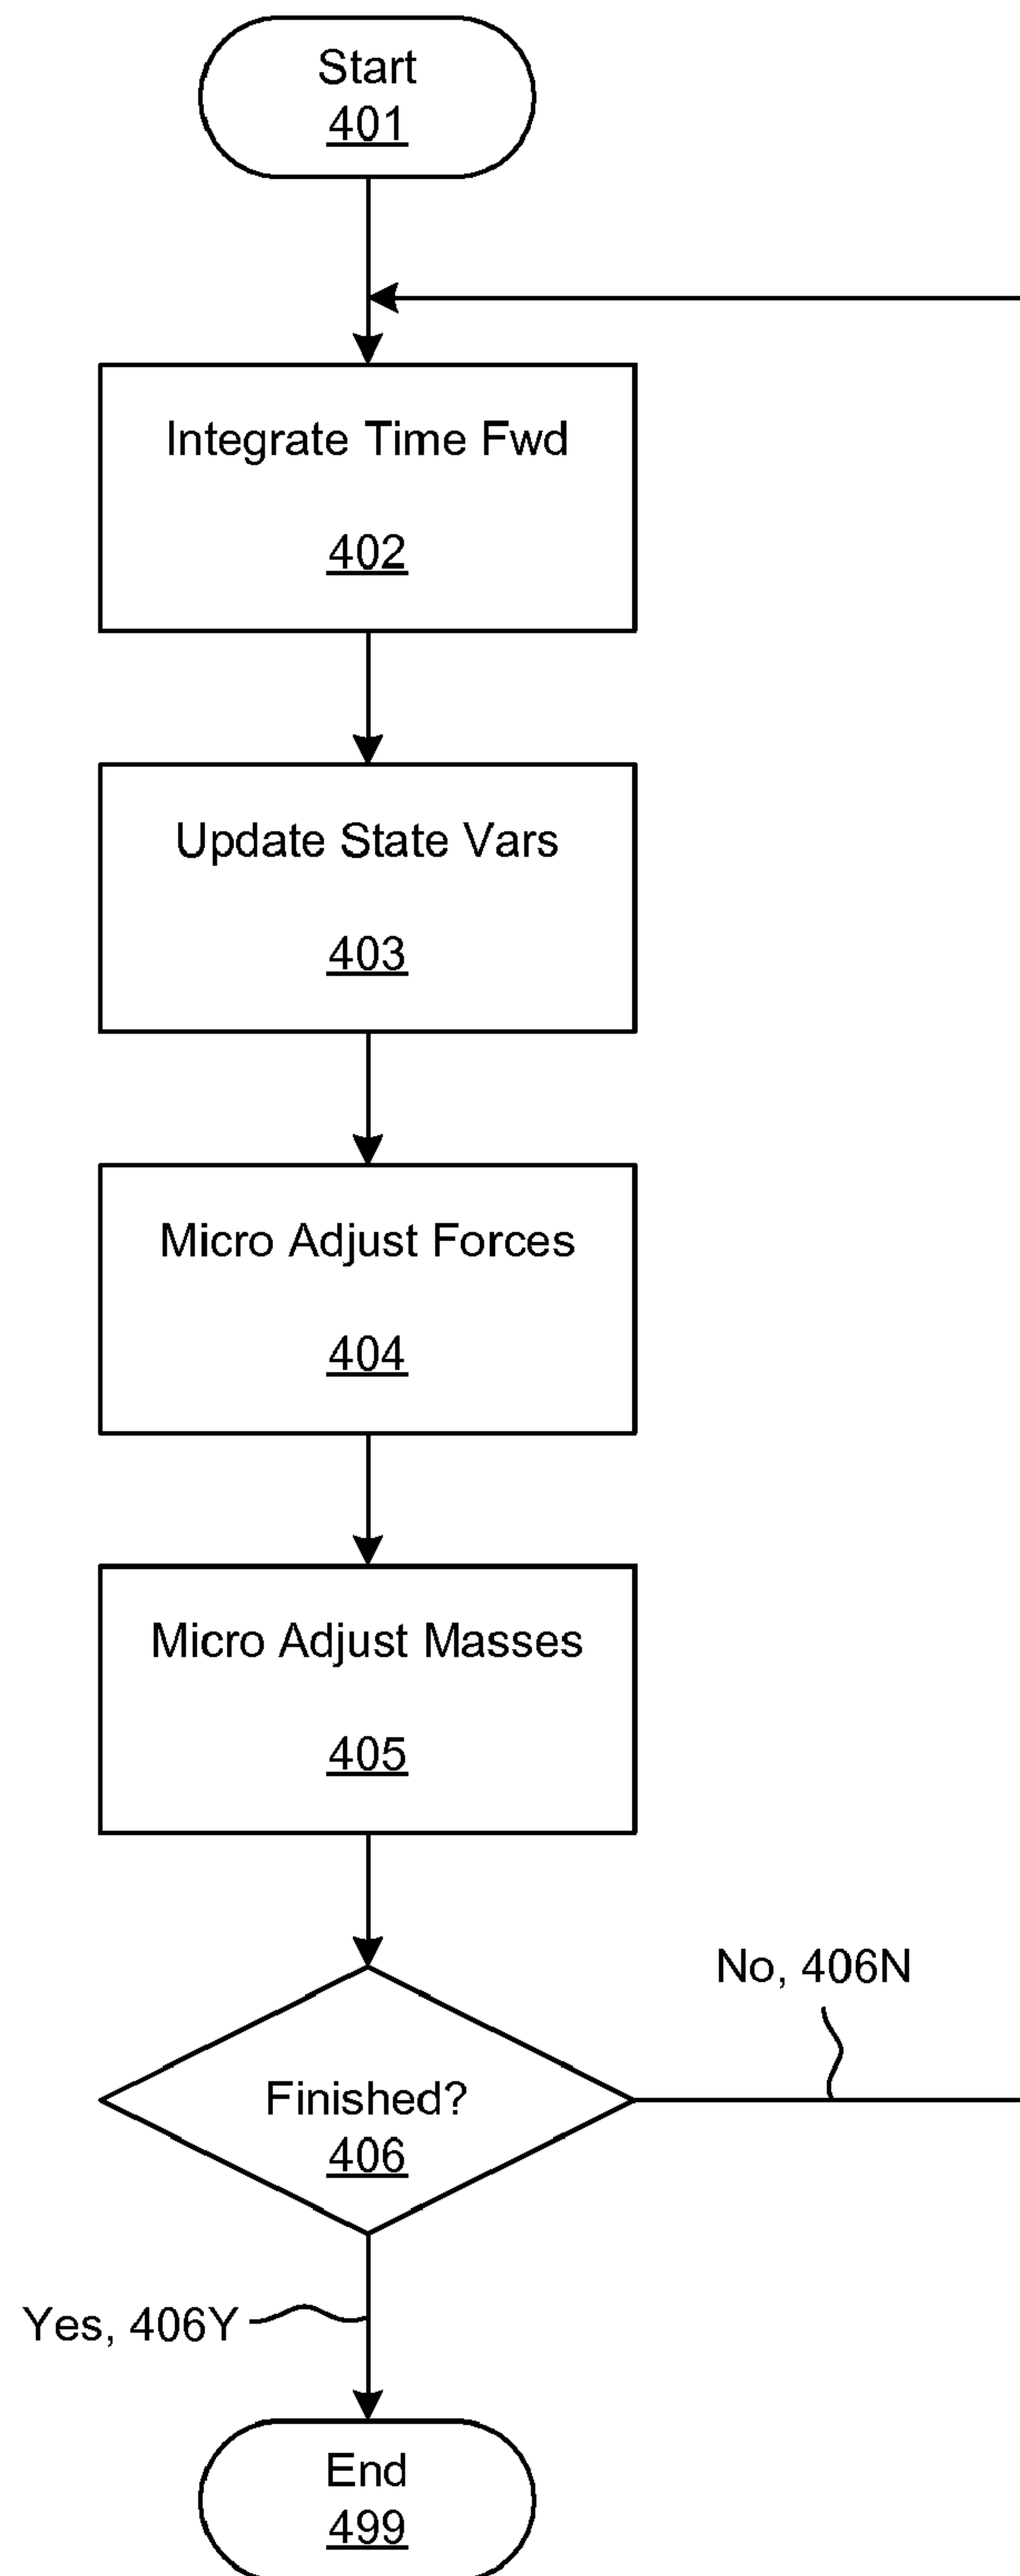 Start
401
Integrate Time Fwd
402
Update State Vars
403
Micro Adjust Forces
404
Micro Adjust Masses
405
No, 406N
Finished?
406
Yes, 406Y
End
499